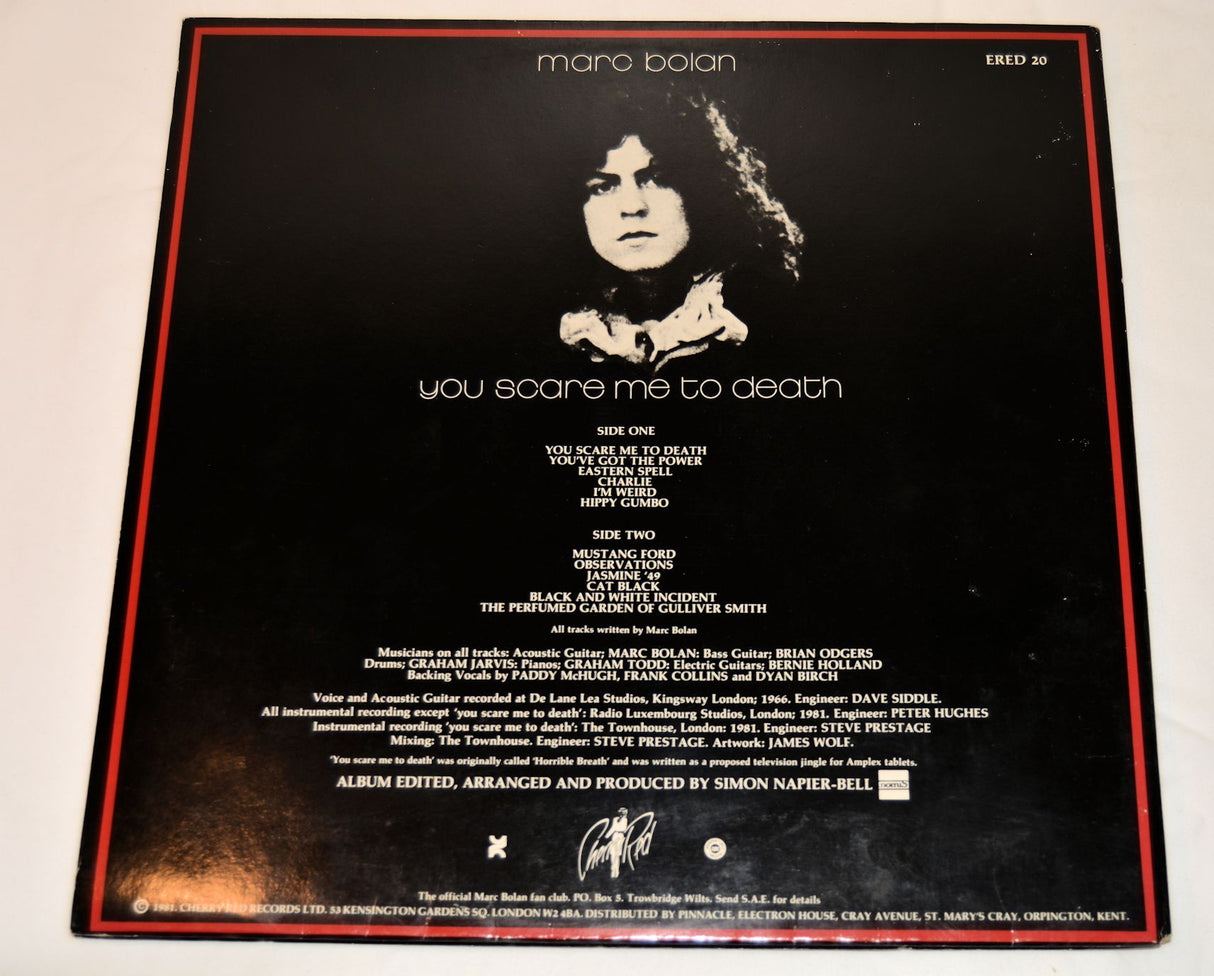 marc bolan
ERED 20
you scare me to death
SIDE ONE
YOU SCARE ME TO DEATH
YOU'VE GOT THE POWER
EASTERN SPELL
CHARLIE
I'M WEIRD
HIPPY GUMBO
SIDE TWO
MUSTANG FORD
OBSERVATIONS
JASMINE '49
CAT BLACK
BLACK AND WHITE INCIDENT
THE PERFUMED GARDEN OF GULLIVER SMITH
All tracks written by Marc Bolan
Musicians on all tracks: Acoustic Guitar; MARC BOLAN: Bass Guitar; BRIAN ODGERS
Drums; GRAHAM JARVIS: Pianos; GRAHAM TODD: Electric Guitars; BERNIE HOLLAND
Backing Vocals by PADDY McHUGH, FRANK COLLINS and DYAN BIRCH
Voice and Acoustic Guitar recorded at De Lane Lea Studios, Kingsway London; 1966. Engineer: DAVE SIDDLE.
All instrumental recording except 'you scare me to death': Radio Luxembourg Studios, London; 1981. Engineer: PETER HUGHES
Instrumental recording 'you scare me to death': The Townhouse, London: 1981. Engineer: STEVE PRESTAGE
Mixing: The Townhouse. Engineer: STEVE PRESTAGE. Artwork: JAMES WOLF.
'You scare me to death' was originally called 'Horrible Breath' and was written as a proposed television jingle for Amplex tablets.
ALBUM EDITED, ARRANGED AND PRODUCED BY SIMON NAPIER-BELL
Cherry Red
The official Marc Bolan fan club. PO. Box 5. Trowbridge Wilts. Send S.A.E. for details
© 1981. CHERRY RED RECORDS LTD. 53 KENSINGTON GARDENS SQ. LONDON W2 4BA. DISTRIBUTED BY PINNACLE, ELECTRON HOUSE, CRAY AVENUE, ST. MARY'S CRAY, ORPINGTON, KENT.